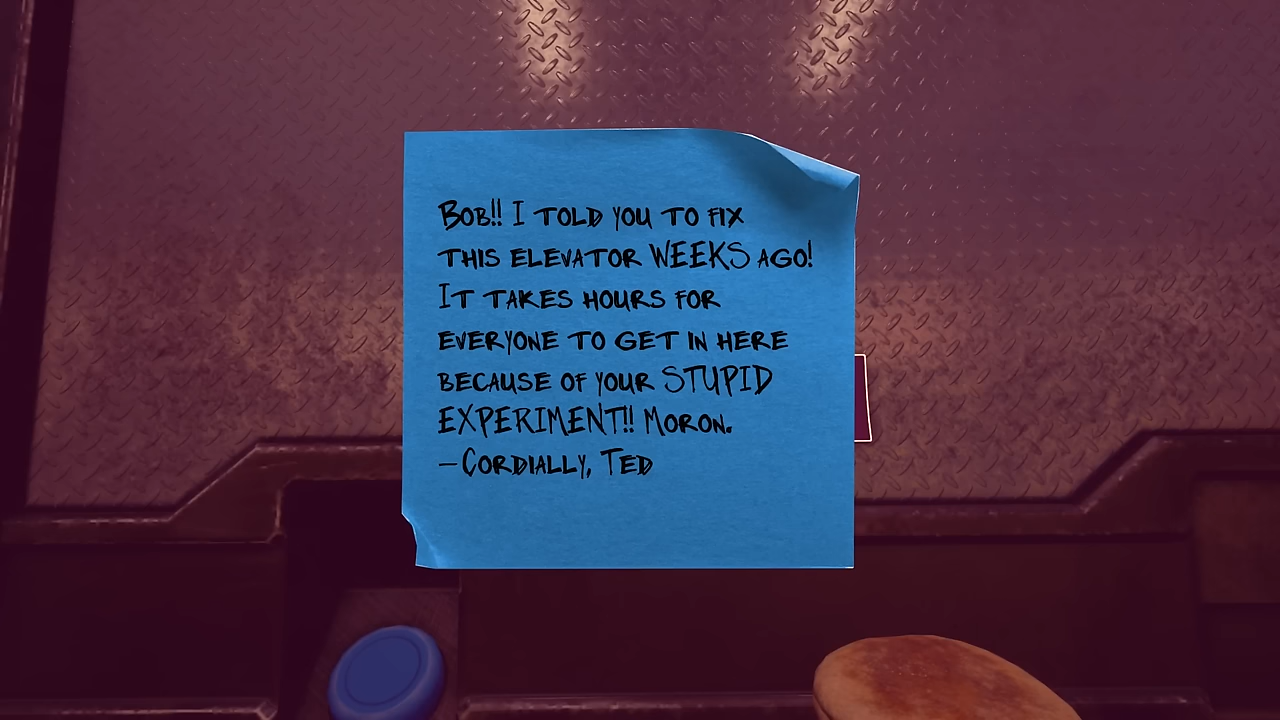 Bob!! I told you to fix
this elevator WEEKS ago!
It takes hours for
everyone to get in here
because of your STUPID
EXPERIMENT!! Moron.
–Cordially, Ted